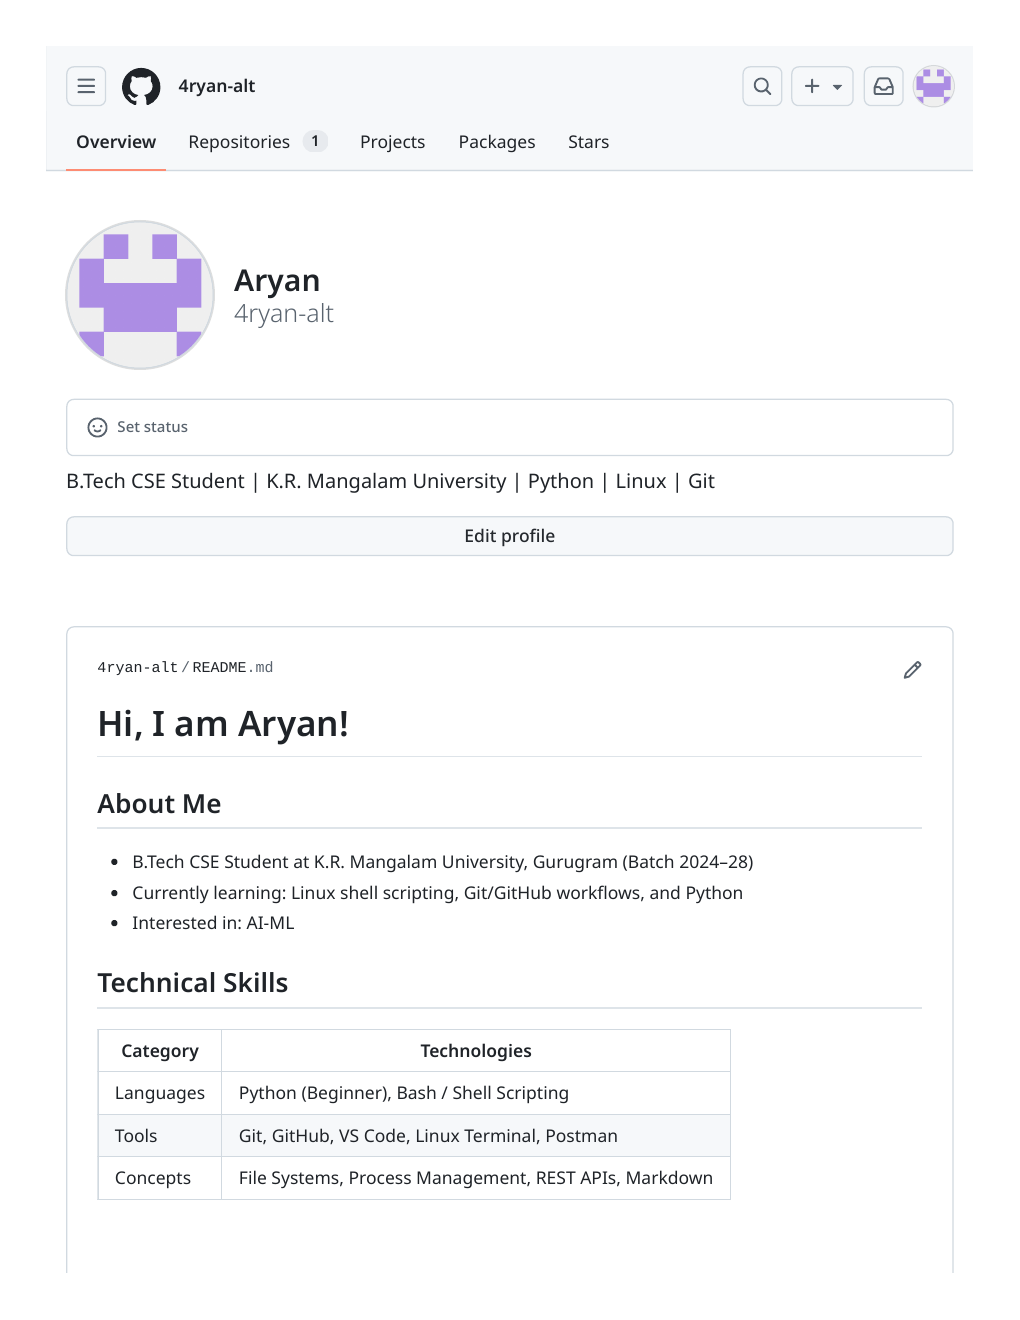 4ryan-alt
Overview Repositories 1 Projects Packages Stars
Aryan
4ryan-alt
Set status
B.Tech CSE Student | K.R. Mangalam University | Python | Linux | Git
Edit profile
4ryan-alt/README.md
Hi, I am Aryan!
About Me
B.Tech CSE Student at K.R. Mangalam University, Gurugram (Batch 2024–28)
Currently learning: Linux shell scripting, Git/GitHub workflows, and Python
Interested in: AI-ML
Technical Skills
Category Technologies
Languages Python (Beginner), Bash / Shell Scripting
Tools Git, GitHub, VS Code, Linux Terminal, Postman
Concepts File Systems, Process Management, REST APIs, Markdown